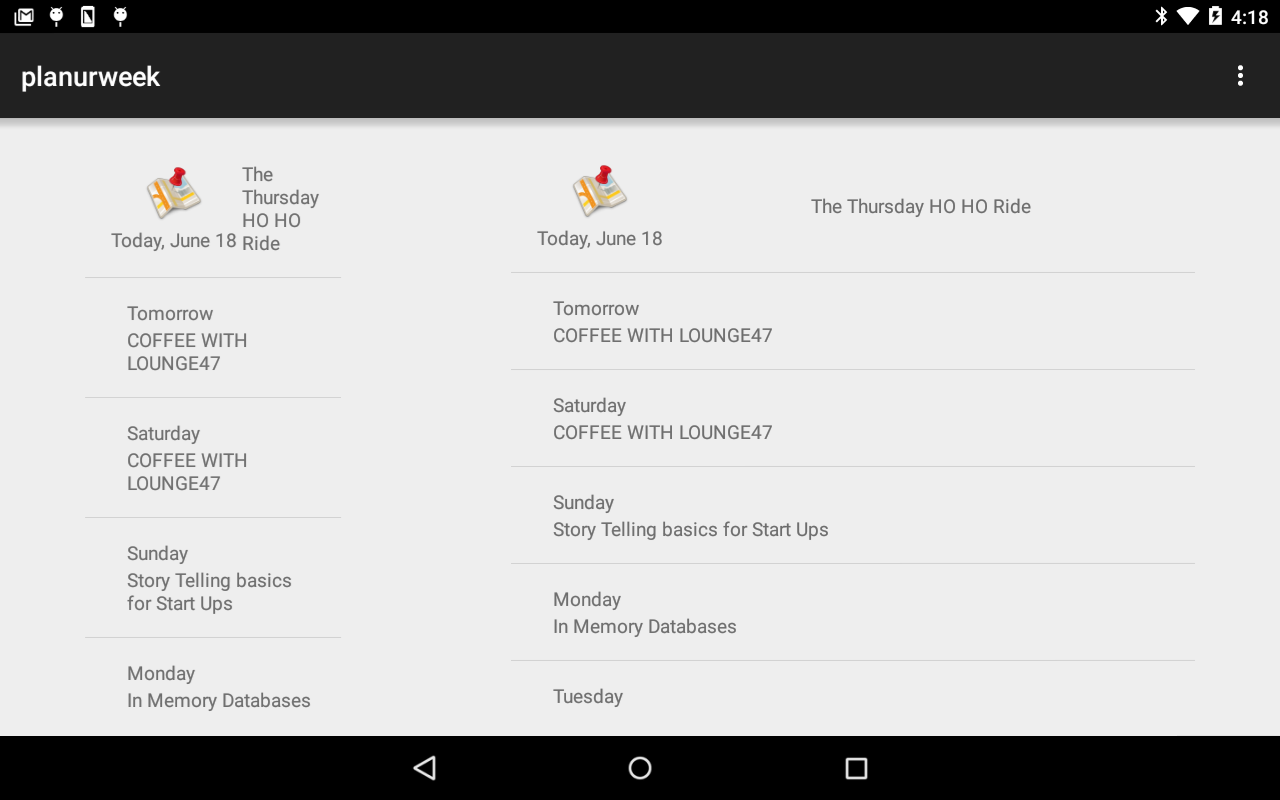 4:18
planurweek
The
Thursday
HO HO
Today, June 18 Ride
Tomorrow
COFFEE WITH
LOUNGE47
Saturday
COFFEE WITH
LOUNGE47
Sunday
Story Telling basics
for Start Ups
Monday
In Memory Databases
The Thursday HO HO Ride
Today, June 18
Tomorrow
COFFEE WITH LOUNGE47
Saturday
COFFEE WITH LOUNGE47
Sunday
Story Telling basics for Start Ups
Monday
In Memory Databases
Tuesday